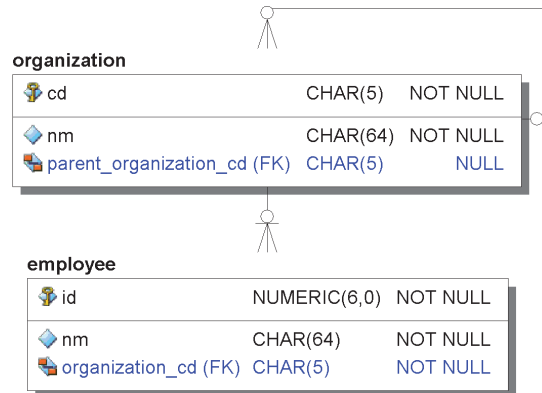 organization
cd CHAR(5) NOT NULL
nm CHAR(64) NOT NULL
parent_organization_cd (FK) CHAR(5) NULL
employee
id NUMERIC(6,0) NOT NULL
nm CHAR(64) NOT NULL
organization_cd (FK) CHAR(5) NOT NULL